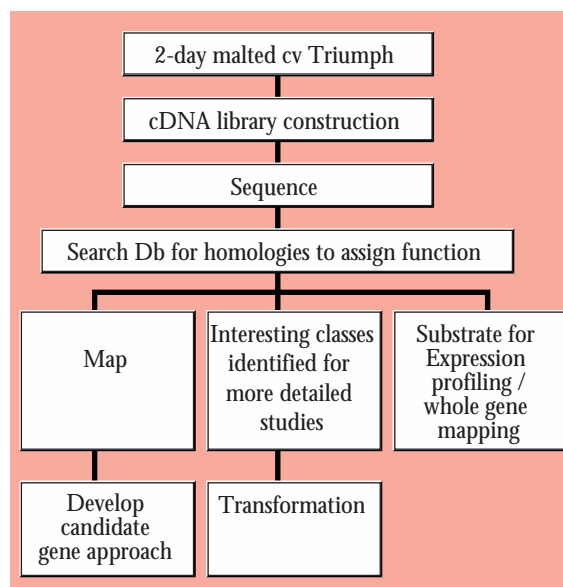 2-day malted cv Triumph
cDNA library construction
Sequence
Search Db for homologies to assign function
Map
Interesting classes
identified for
more detailed
studies
Substrate for
Expression
profiling /
whole gene
mapping
Develop
candidate
gene approach
Transformation